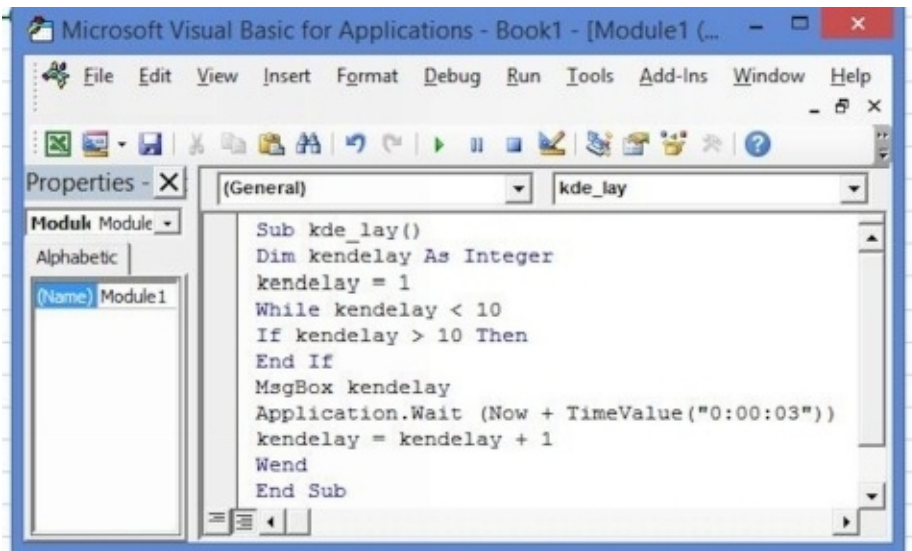 Microsoft Visual Basic for Applications - Book1 - [Module1 (...
File Edit View Insert Format Debug Run Tools Add-Ins Window Help
Properties -
(General) kde_lay
Modul Module
Alphabetic
(Name) Module1
Sub kde_lay()
Dim kendelay As Integer
kendelay = 1
While kendelay < 10
If kendelay > 10 Then
End If
MsgBox kendelay
Application.Wait (Now + TimeValue("0:00:03"))
kendelay = kendelay + 1
Wend
End Sub